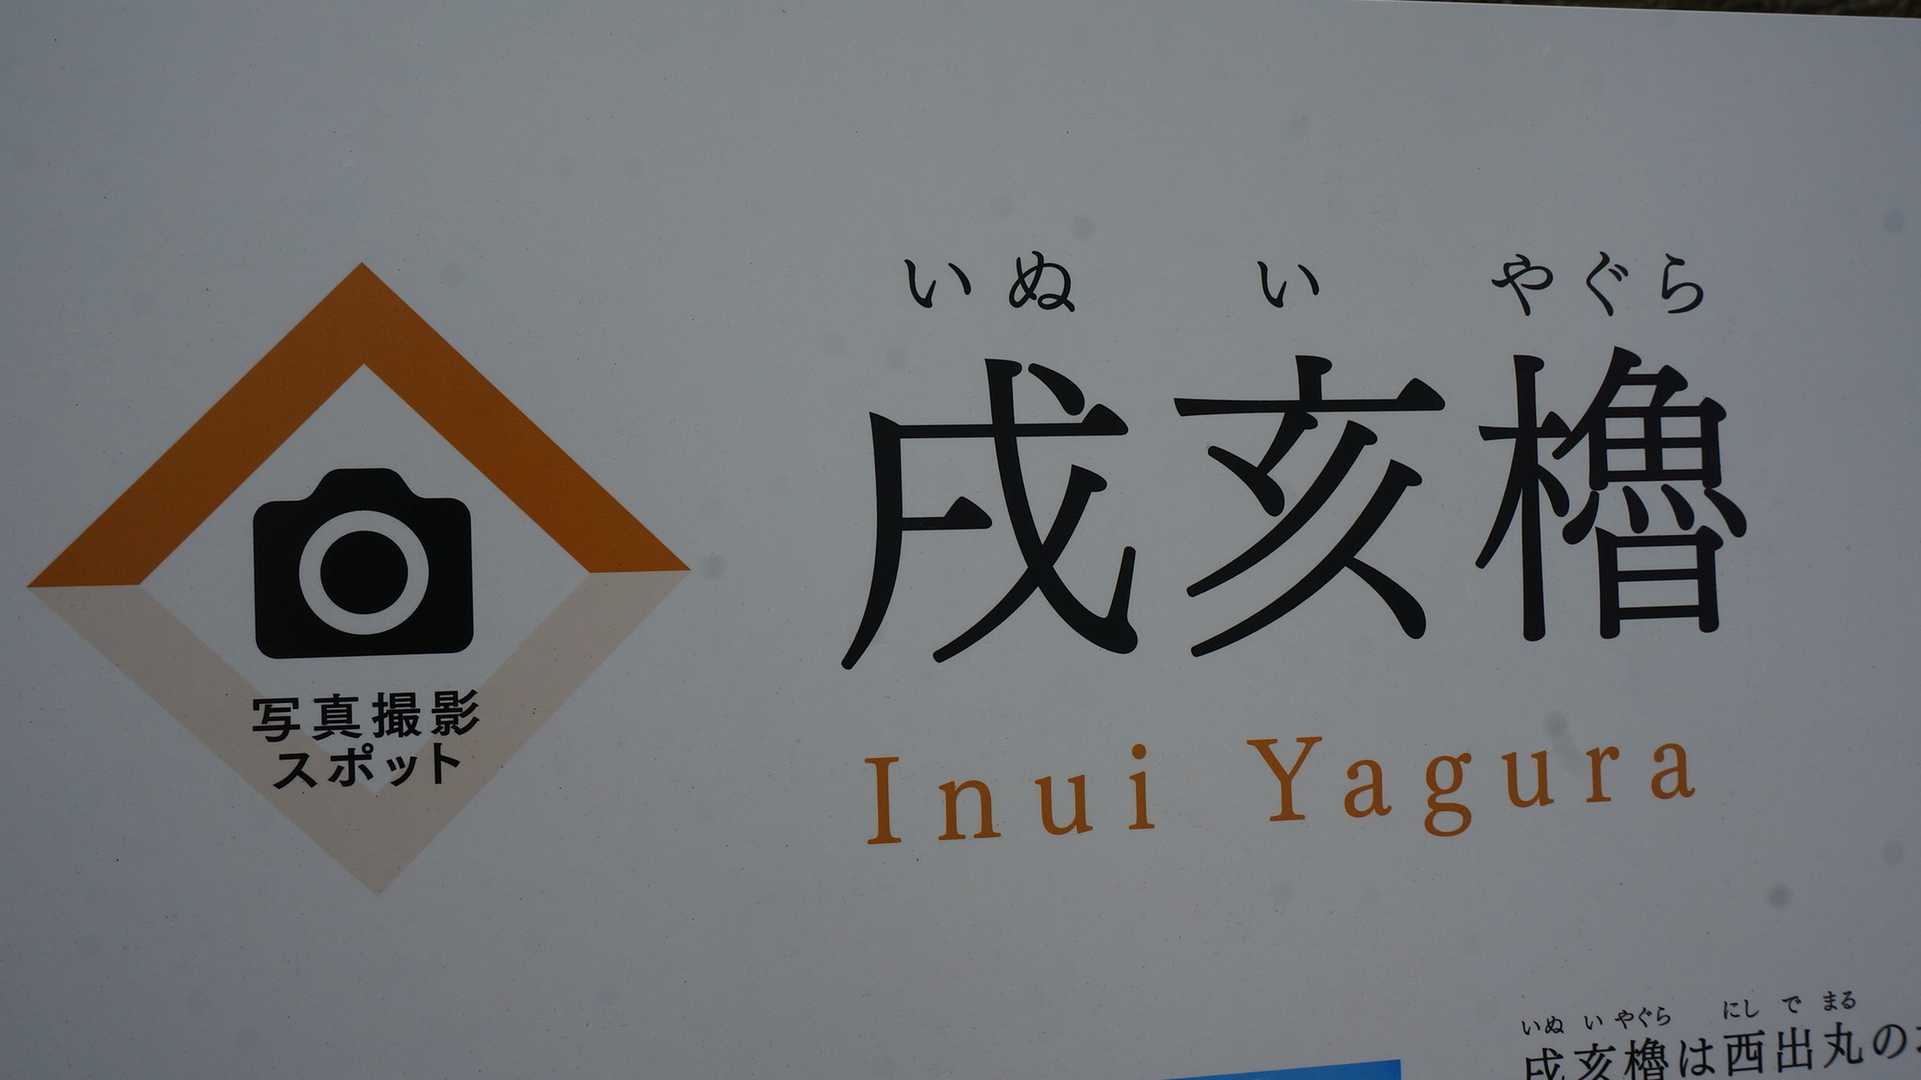 写真撮影
スポット
いぬ い やぐら
戌亥櫓
Inui Yagura
いぬ い やぐら にし で まる
戌亥櫓は西出丸の